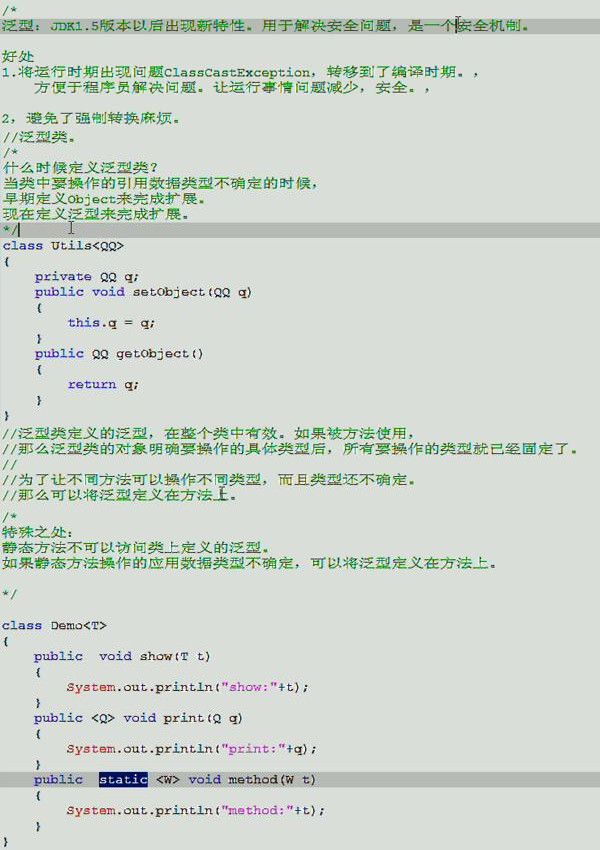 /*
泛型：JDK1.5版本以后出现新特性。用于解决安全问题，是一个安全机制。
好处
1.将运行时期出现问题ClassCastException，转移到了编译时期。，
方便于程序员解决问题。让运行事情问题减少，安全。，
2，避免了强制转换麻烦。
//泛型类。
/*
什么时候定义泛型类？
当类中要操作的引用数据类型不确定的时候，
早期定义Object来完成扩展。
现在定义泛型来完成扩展。
*/
class Utils<QQ>
{
private QQ q;
public void setObject(QQ q)
{
this.q = q;
}
public QQ getObject()
{
return q;
}
}
//泛型类定义的泛型，在整个类中有效。如果被方法使用，
//那么泛型类的对象明确要操作的具体类型后，所有要操作的类型就已经固定了。
//
//为了让不同方法可以操作不同类型，而且类型还不确定。
//那么可以将泛型定义在方法上。
/*
特殊之处：
静态方法不可以访问类上定义的泛型。
如果静态方法操作的应用数据类型不确定，可以将泛型定义在方法上。
*/
class Demo<T>
{
public  void show(T t)
{
System.out.println("show:"+t);
}
public <Q> void print(Q q)
{
System.out.println("print:"+q);
}
public  static <W> void method(W t)
{
System.out.println("method:"+t);
}
}